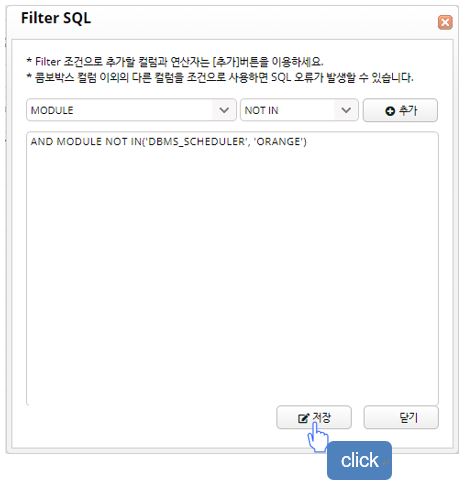 Filter SQL
* Filter 조건으로 추가할 컬럼과 연산자는 [추가]버튼을 이용하세요.
* 콤보박스 컬럼 이외의 다른 컬럼을 조건으로 사용하면 SQL 오류가 발생할 수 있습니다.
MODULE NOT IN 추가
AND MODULE NOT IN('DBMS_SCHEDULER', 'ORANGE')
저장 닫기
click